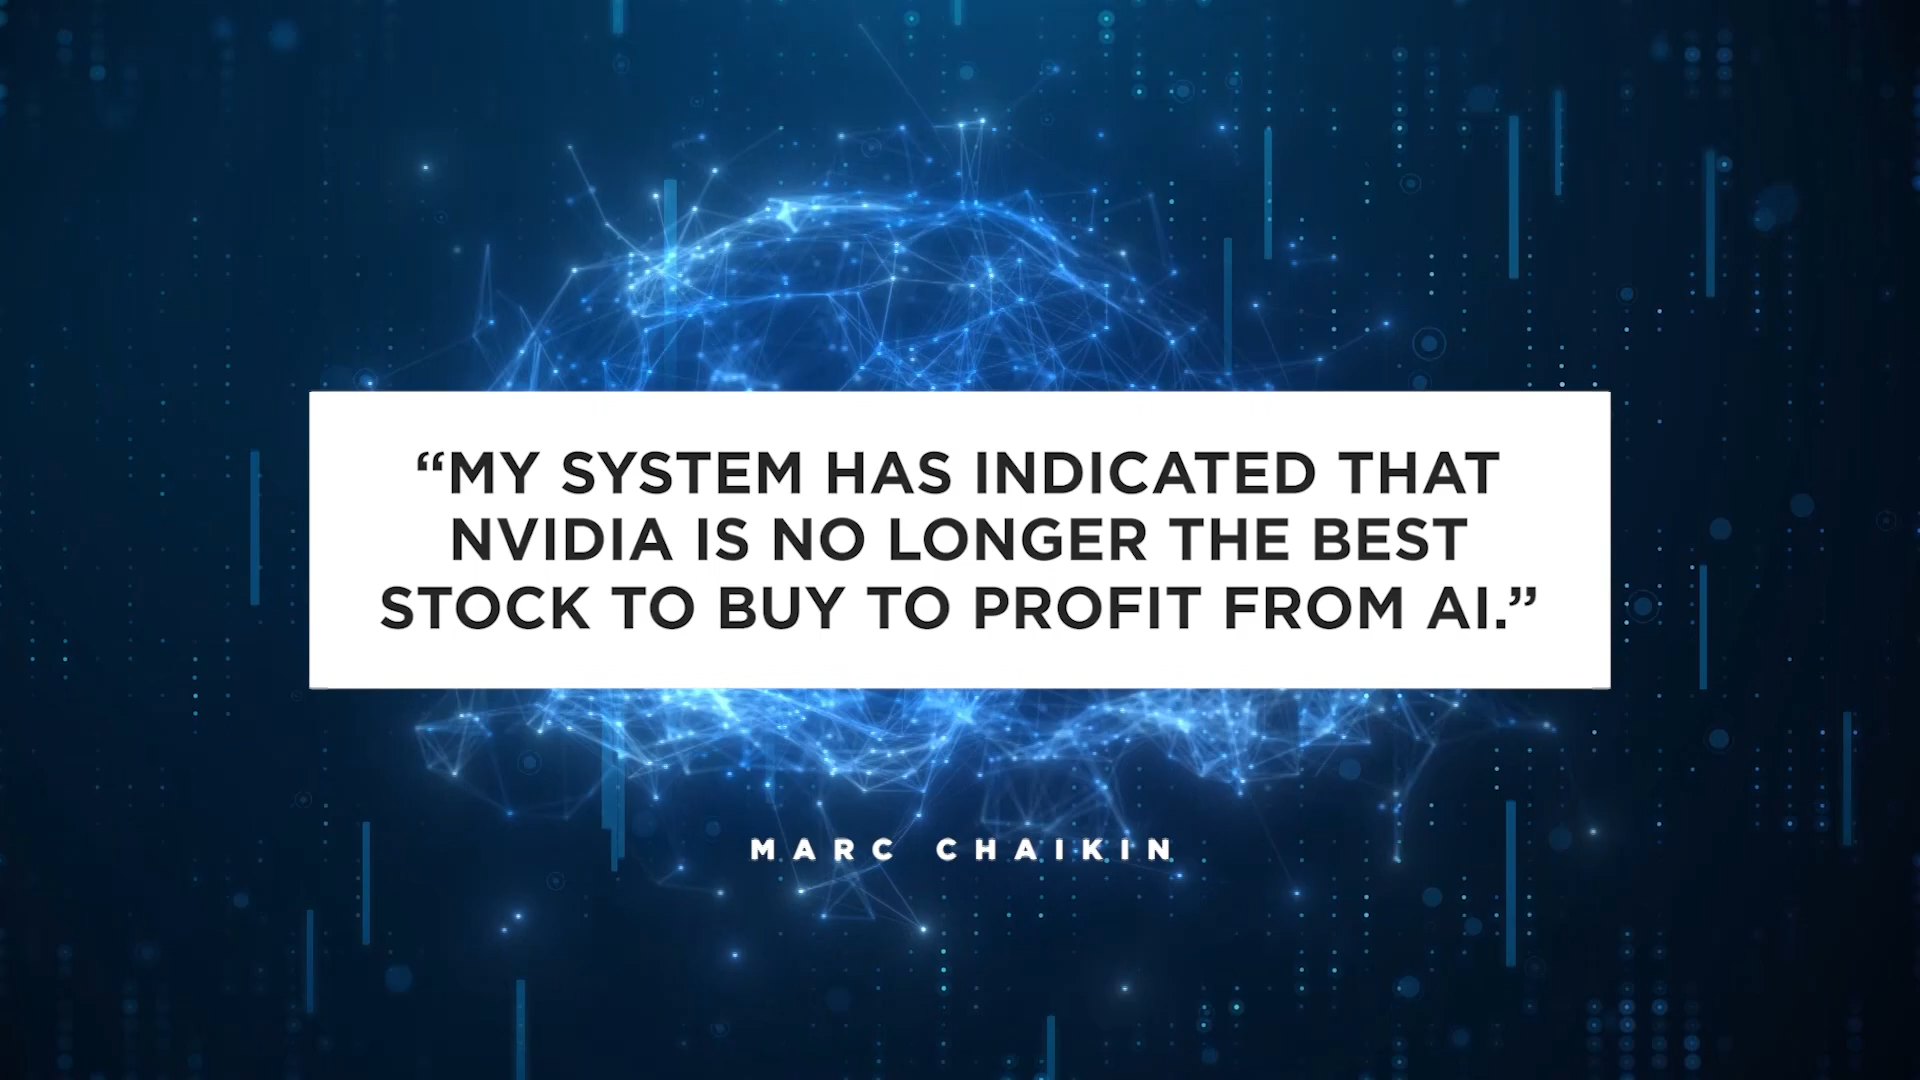 “MY SYSTEM HAS INDICATED THAT
NVIDIA IS NO LONGER THE BEST
STOCK TO BUY TO PROFIT FROM AI.”
MARC CHAIKIN